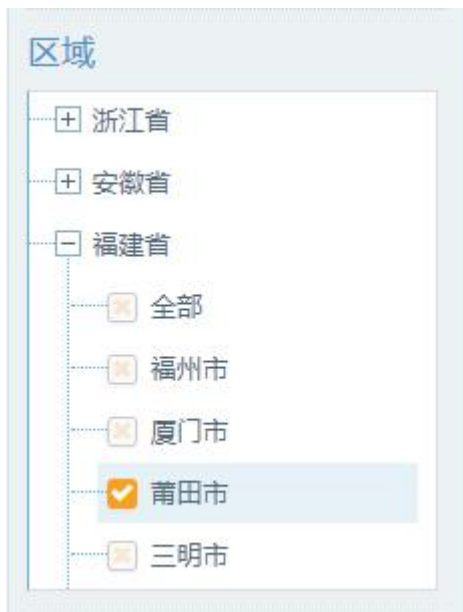 区域
浙江省
安徽省
福建省
全部
福州市
厦门市
莆田市
三明市